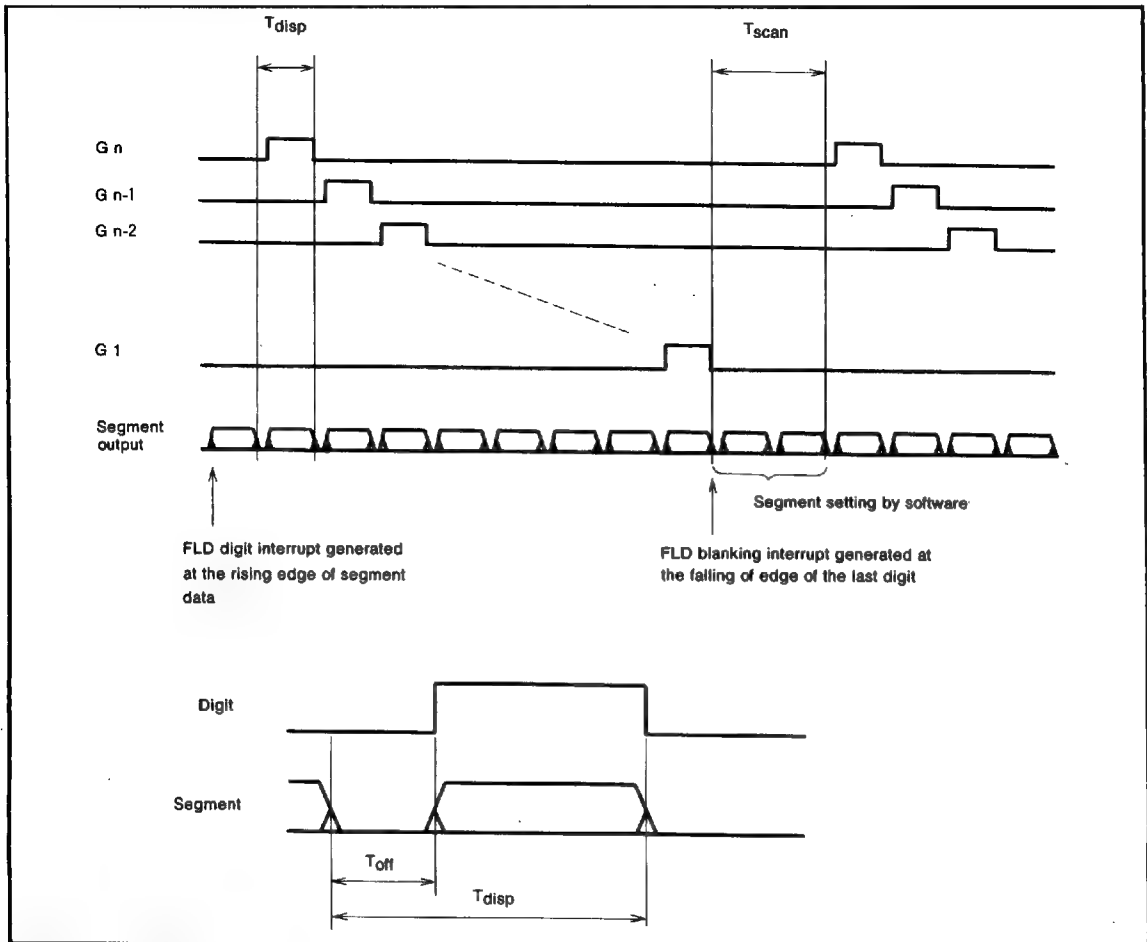 Tdisp
Tscan
G n
G n-1
G n-2
G 1
Segment
output
Segment setting by software
FLD digit interrupt generated
at the rising edge of segment
data
FLD blanking interrupt generated at
the falling of edge of the last digit
Digit
Segment
Toff
Tdisp